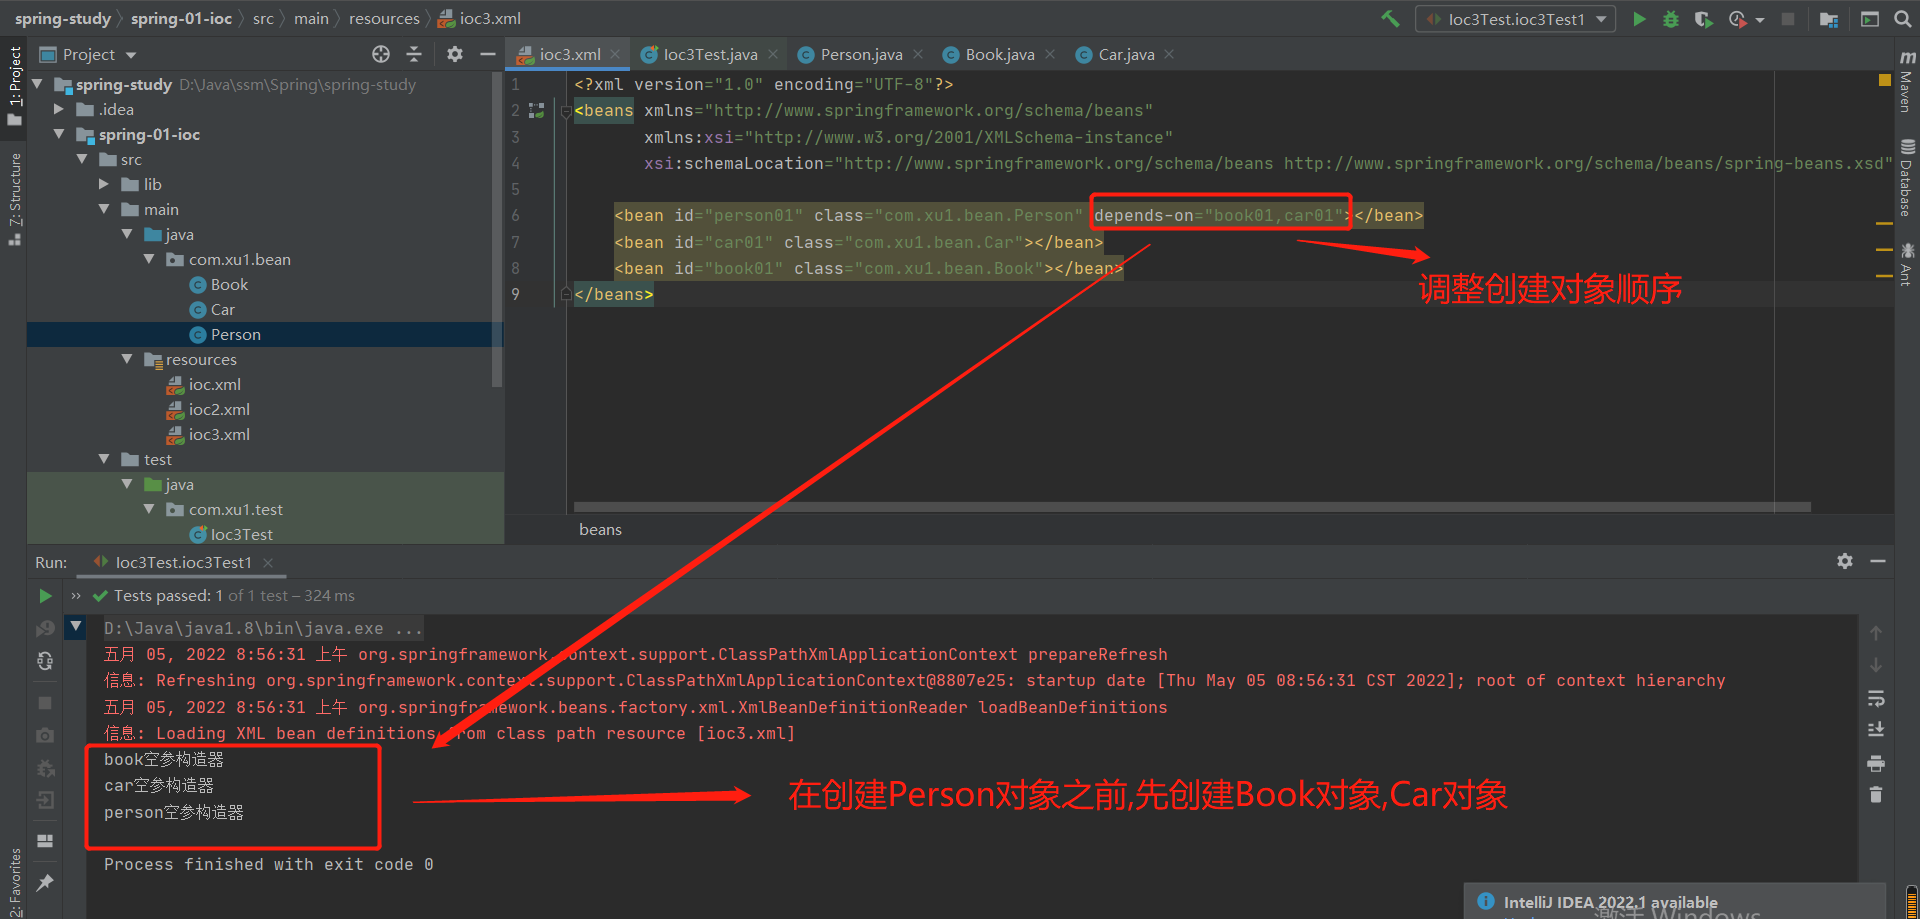 spring-study spring-01-ioc src main resources ioc3.xml
Ioc3Test.ioc3Test1
Project
ioc3.xml Ioc3Test.java Person.java Book.java Car.java
1: Project
Z: Structure
2: Favorites
Maven
Database
Ant
spring-study D:\Java\ssm\Spring\spring-study
.idea
spring-01-ioc
src
lib
main
java
com.xu1.bean
Book
Car
Person
resources
ioc.xml
ioc2.xml
ioc3.xml
test
java
com.xu1.test
Ioc3Test
1 <?xml version="1.0" encoding="UTF-8"?>
2 <beans xmlns="http://www.springframework.org/schema/beans"
3 xmlns:xsi="http://www.w3.org/2001/XMLSchema-instance"
4 xsi:schemaLocation="http://www.springframework.org/schema/beans http://www.springframework.org/schema/beans/spring-beans.xsd"
5
6 <bean id="person01" class="com.xu1.bean.Person" depends-on="book01,car01"></bean>
7 <bean id="car01" class="com.xu1.bean.Car"></bean>
8 <bean id="book01" class="com.xu1.bean.Book"></bean>
9 </beans>
调整创建对象顺序
beans
Run: Ioc3Test.ioc3Test1
Tests passed: 1 of 1 test – 324 ms
D:\Java\java1.8\bin\java.exe ...
五月 05, 2022 8:56:31 上午 org.springframework.context.support.ClassPathXmlApplicationContext prepareRefresh
信息: Refreshing org.springframework.context.support.ClassPathXmlApplicationContext@8807e25: startup date [Thu May 05 08:56:31 CST 2022]; root of context hierarchy
五月 05, 2022 8:56:31 上午 org.springframework.beans.factory.xml.XmlBeanDefinitionReader loadBeanDefinitions
信息: Loading XML bean definitions from class path resource [ioc3.xml]
book空参构造器
car空参构造器
person空参构造器
在创建Person对象之前,先创建Book对象,Car对象
Process finished with exit code 0
IntelliJ IDEA 2022.1 available